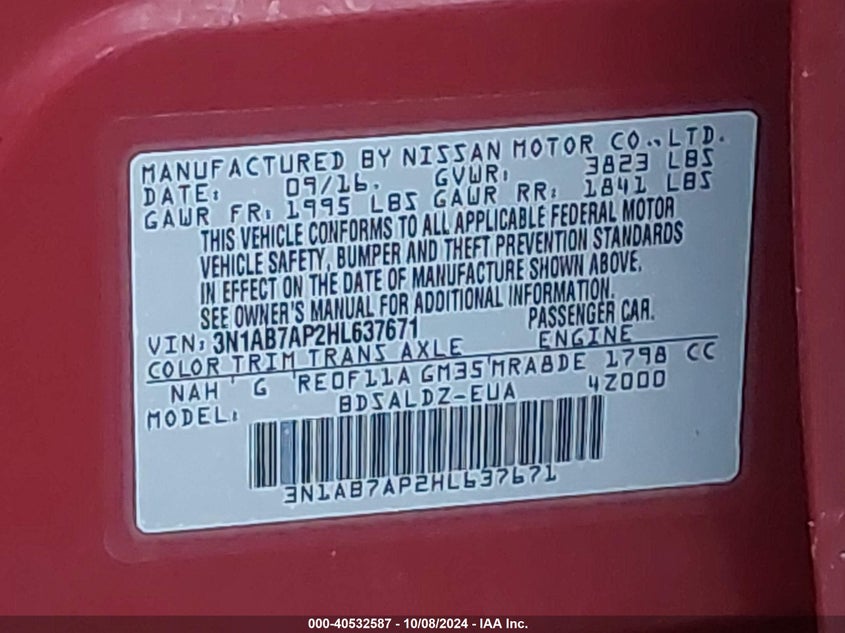 MANUFACTURED BY NISSAN MOTOR CO., LTD.
DATE: 09/16. GVWR: 3823 LBS
GAWR FR: 1995 LBS GAWR RR: 1841 LBS
THIS VEHICLE CONFORMS TO ALL APPLICABLE FEDERAL MOTOR
VEHICLE SAFETY, BUMPER AND THEFT PREVENTION STANDARDS
IN EFFECT ON THE DATE OF MANUFACTURE SHOWN ABOVE.
SEE OWNER'S MANUAL FOR ADDITIONAL INFORMATION.
VIN: 3N1AB7AP2HL637671 PASSENGER CAR.
COLOR TRIM TRANS AXLE ENGINE
NAH G RE0F11A GM35 MRA8DE 1798 CC
MODEL: BDSALDZ-EUA 4Z000
3N1AB7AP2HL637671
000-40532587 - 10/08/2024 - IAA Inc.